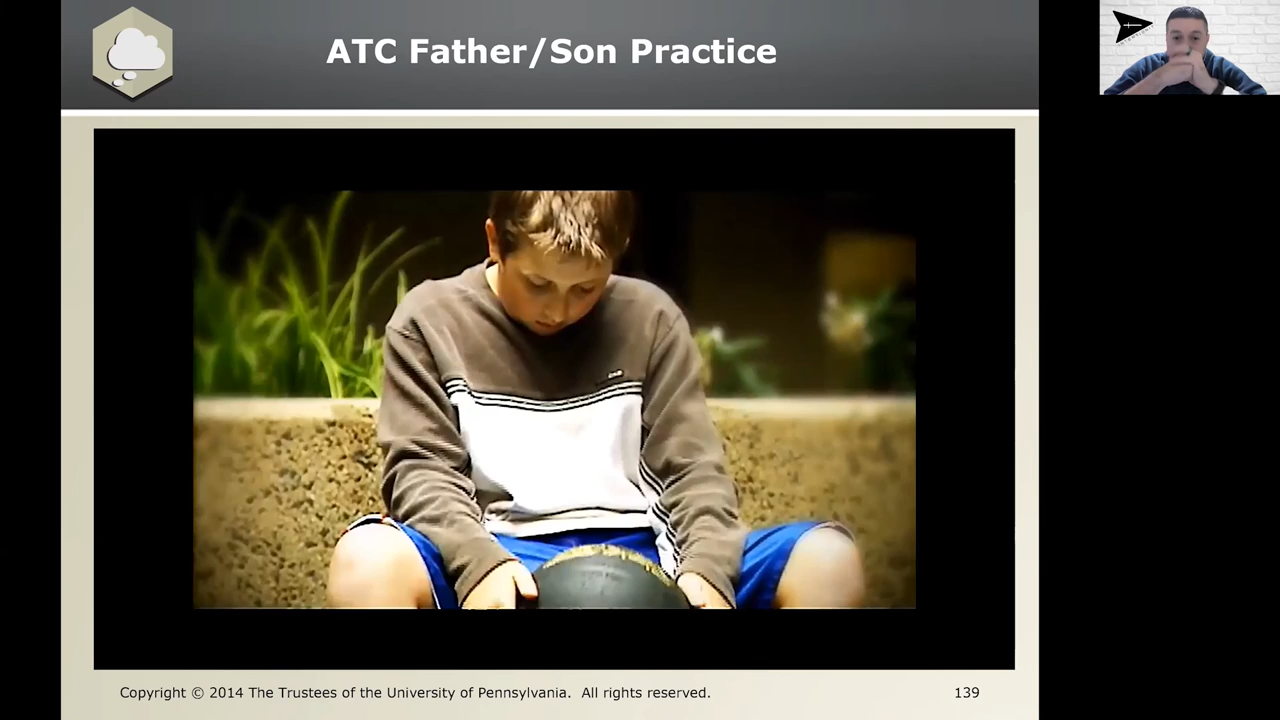 ATC Father/Son Practice
Copyright © 2014 The Trustees of the University of Pennsylvania. All rights reserved.
139